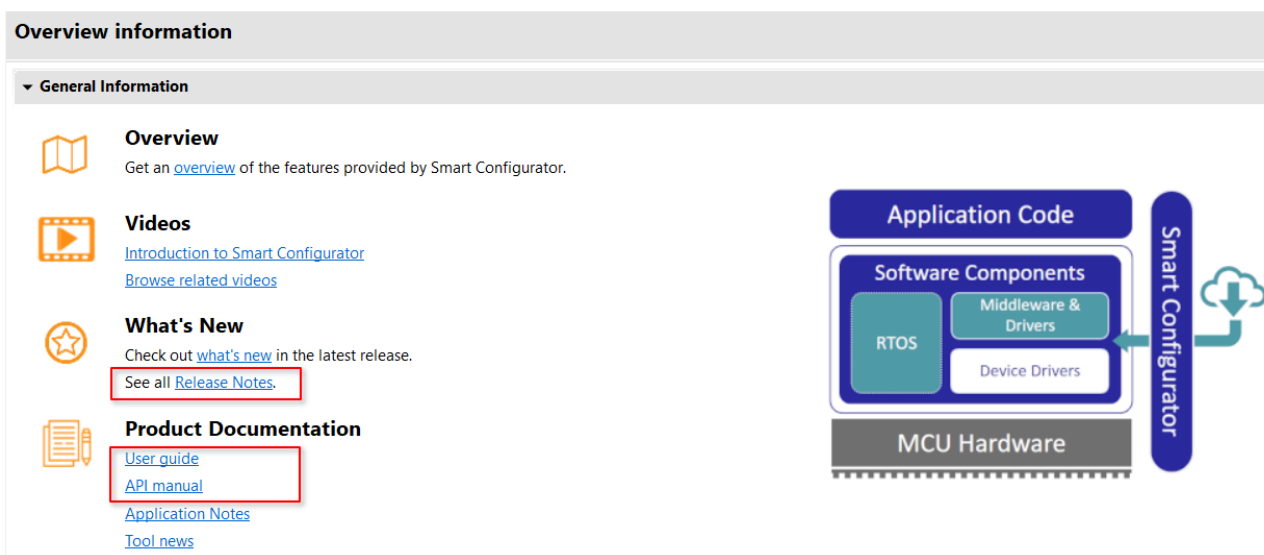 Overview information
General Information
Overview
Get an overview of the features provided by Smart Configurator.
Videos
Introduction to Smart Configurator
Browse related videos
What's New
Check out what's new in the latest release.
See all Release Notes.
Product Documentation
User guide
API manual
Application Notes
Tool news
Application Code
Software Components
RTOS
Middleware &
Drivers
Device Drivers
MCU Hardware
Smart Configurator